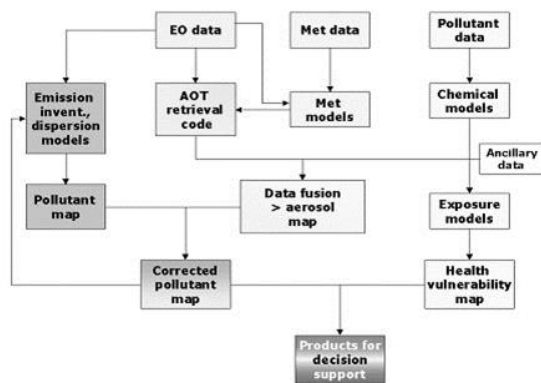 EO data
Met data
Pollutant
data
Emission
invent.,
dispersion
models
AOT
retrieval
code
Met
models
Chemical
models
Ancillary
data
Pollutant
map
Data fusion
> aerosol
map
Exposure
models
Corrected
pollutant
map
Health
vulnerability
map
Products for
decision
support